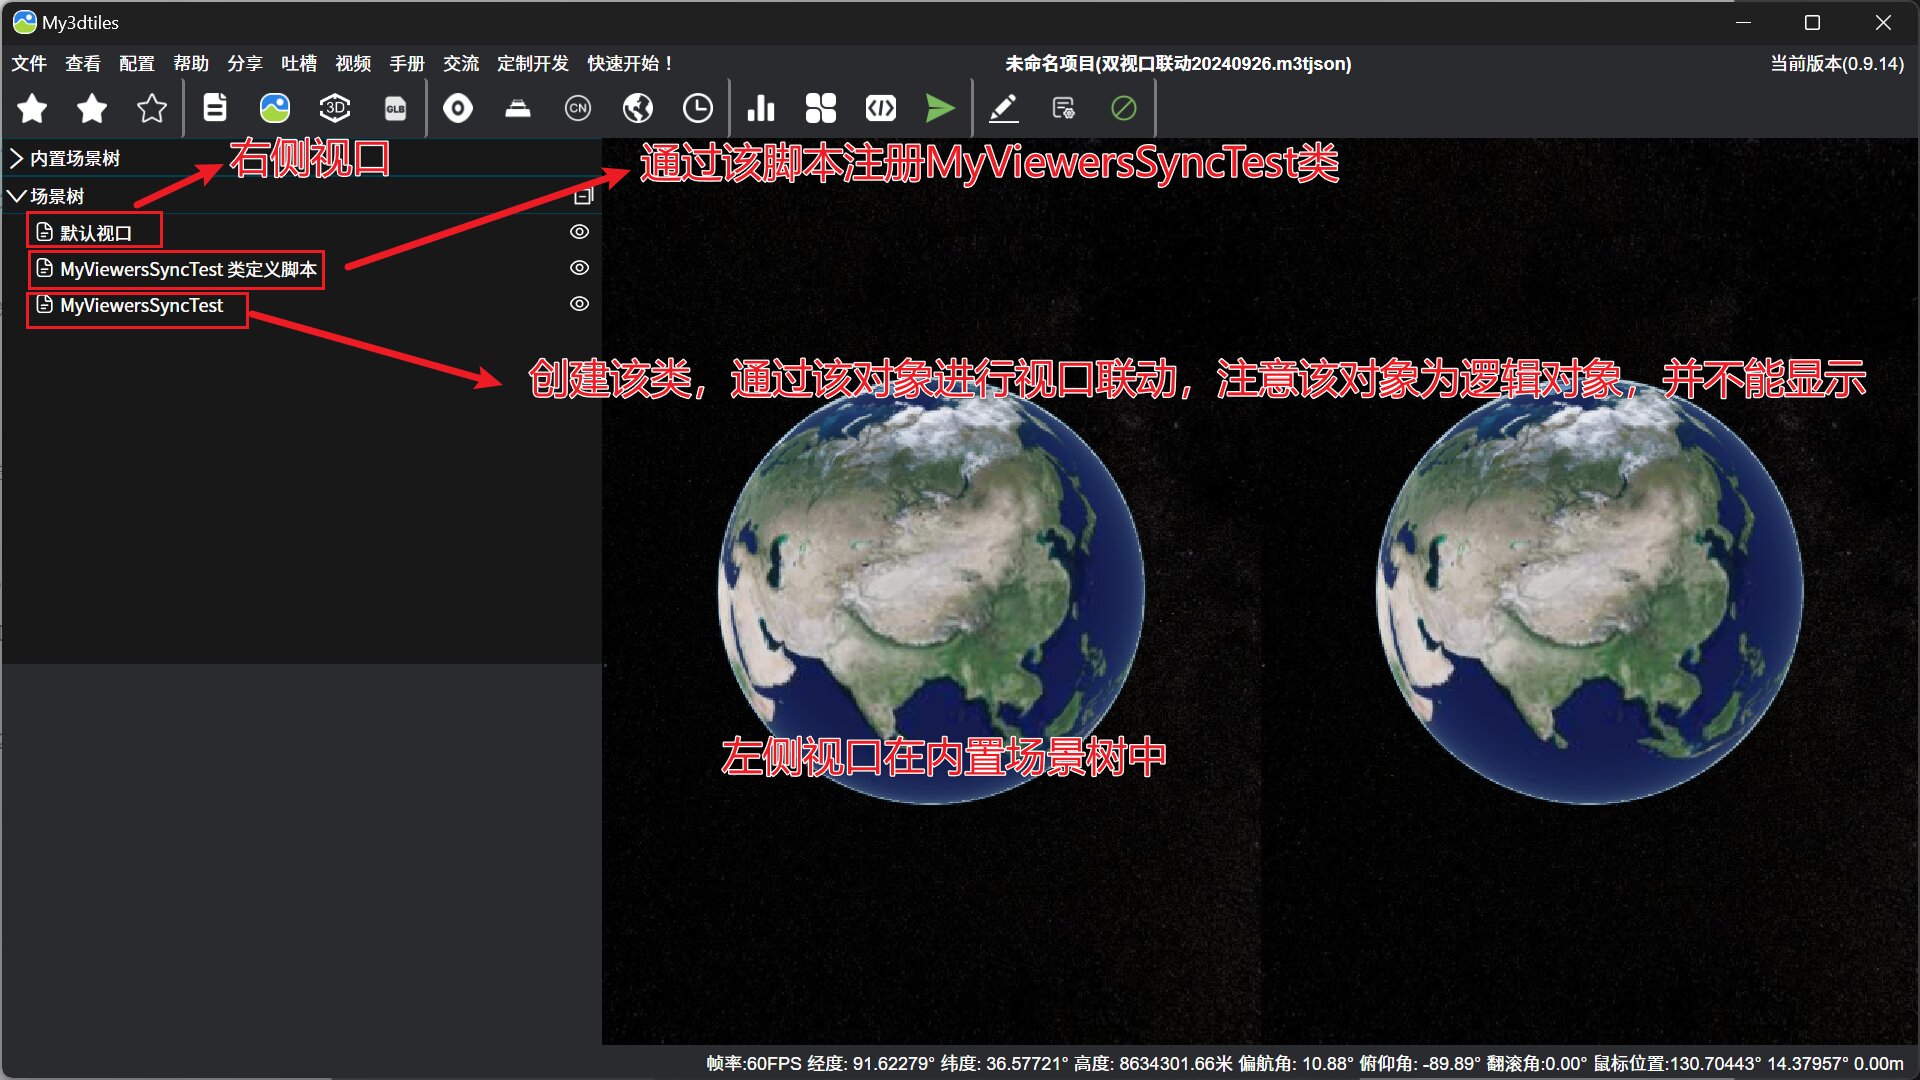 My3dtiles
文件 查看 配置 帮助 分享 吐槽 视频 手册 交流 定制开发 快速开始！ 未命名项目(双视口联动20240926.m3tjson) 当前版本(0.9.14)
3D GLB CN
内置场景树
右侧视口
通过该脚本注册MyViewersSyncTest类
场景树
默认视口
MyViewersSyncTest 类定义脚本
MyViewersSyncTest
创建该类，通过该对象进行视口联动，注意该对象为逻辑对象，并不能显示
左侧视口在内置场景树中
帧率:60FPS 经度: 91.62279° 纬度: 36.57721° 高度: 8634301.66米 偏航角: 10.88° 俯仰角: -89.89° 翻滚角:0.00° 鼠标位置:130.70443° 14.37957° 0.00m